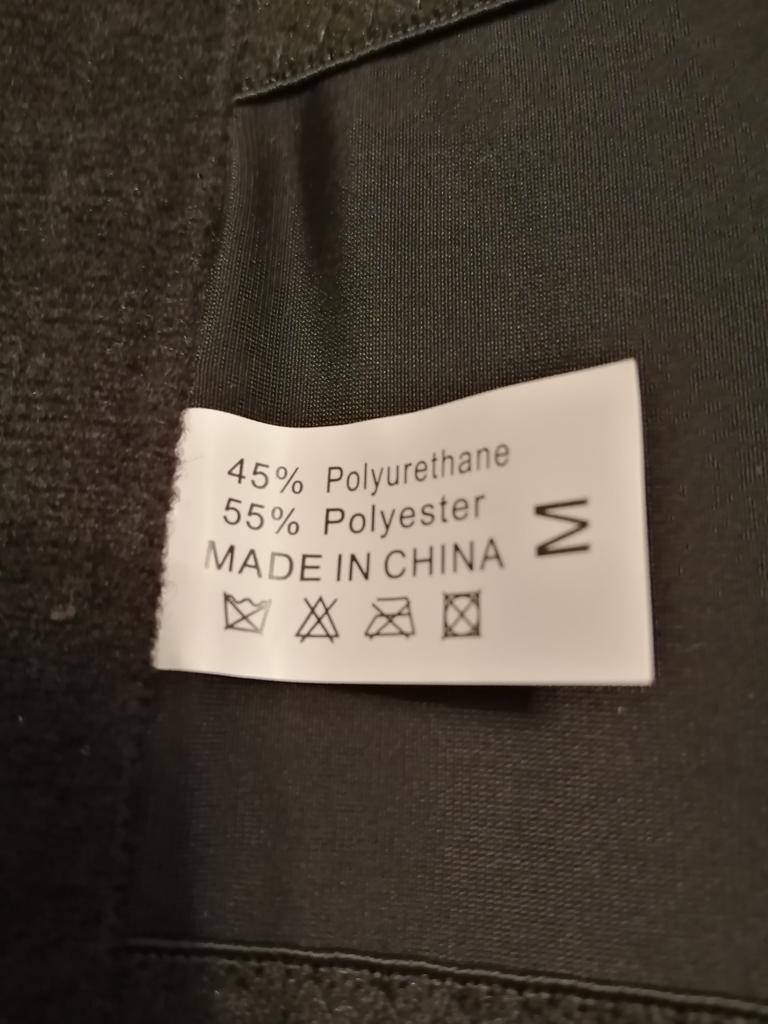 45% Polyurethane
55% Polyester
MADE IN CHINA
M